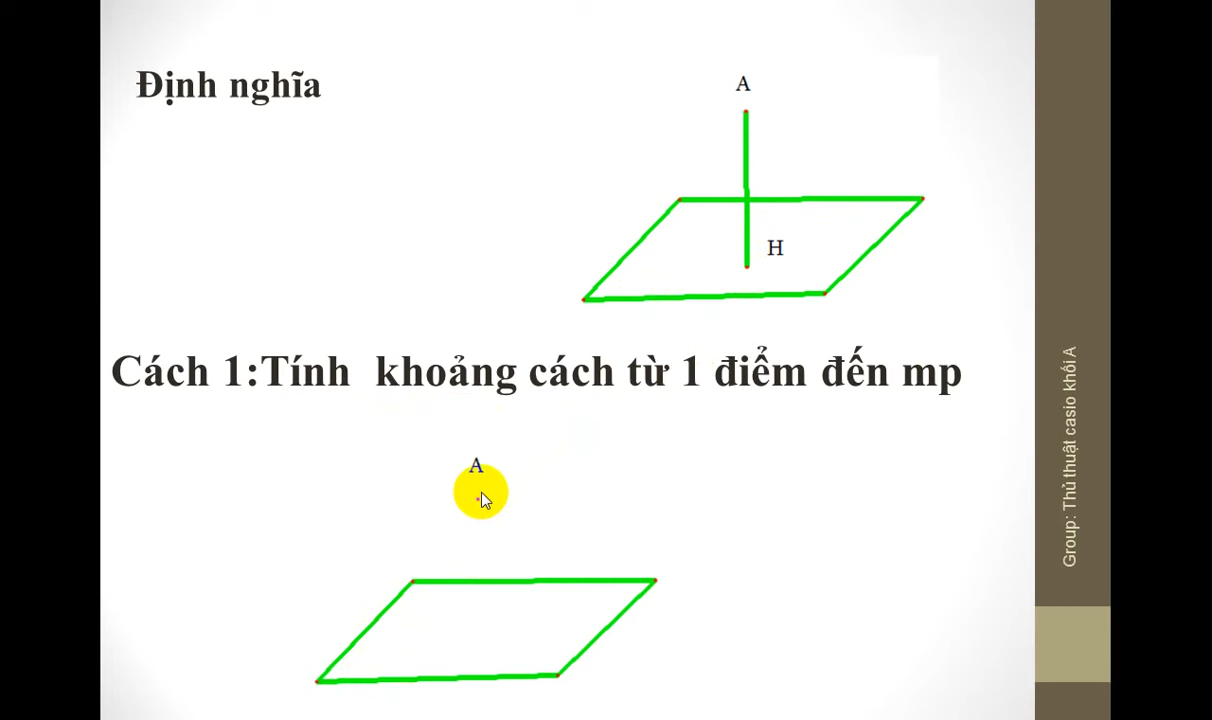 Định nghĩa
A
H
Cách 1:Tính  khoảng cách từ 1 điểm đến mp
A
Group: Thủ thuật casio khối A